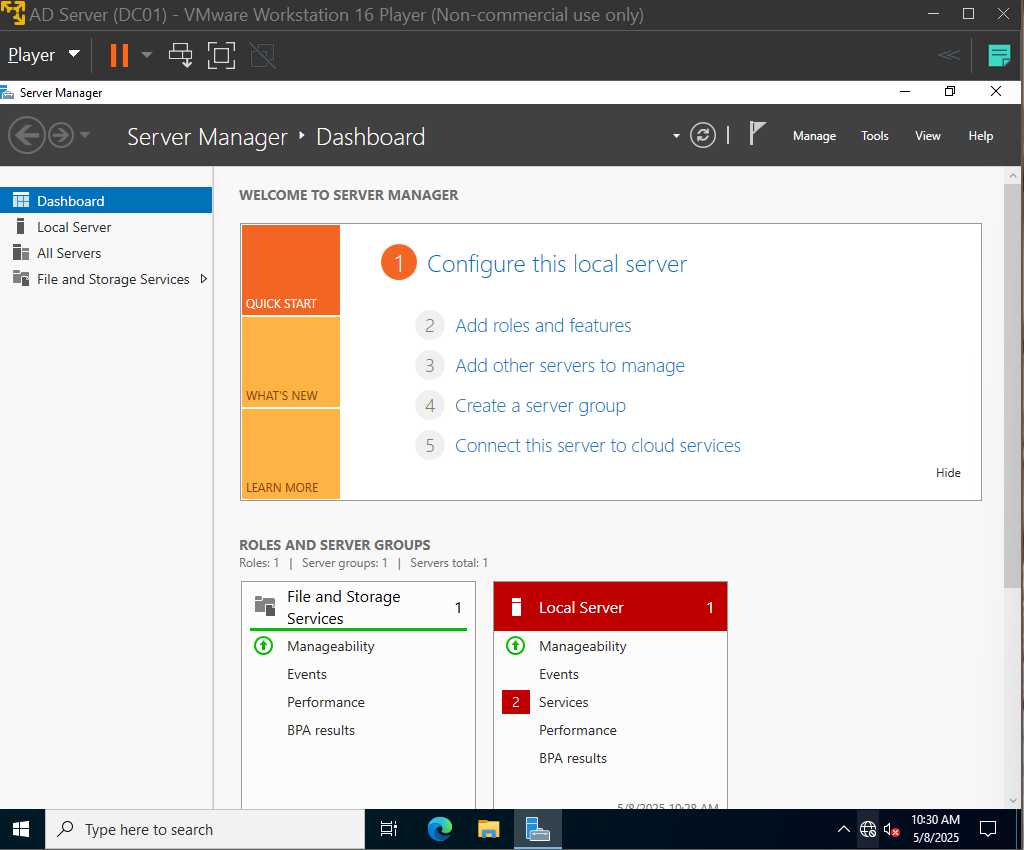 AD Server (DC01) - VMware Workstation 16 Player (Non-commercial use only)
Player
Server Manager
Server Manager ‣ Dashboard
Manage Tools View Help
Dashboard
Local Server
All Servers
File and Storage Services
WELCOME TO SERVER MANAGER
QUICK START
WHAT'S NEW
LEARN MORE
1 Configure this local server
2 Add roles and features
3 Add other servers to manage
4 Create a server group
5 Connect this server to cloud services
Hide
ROLES AND SERVER GROUPS
Roles: 1 | Server groups: 1 | Servers total: 1
File and Storage
Services 1
Manageability
Events
Performance
BPA results
Local Server 1
Manageability
Events
2 Services
Performance
BPA results
5/8/2025 10:28 AM
Type here to search
10:30 AM
5/8/2025